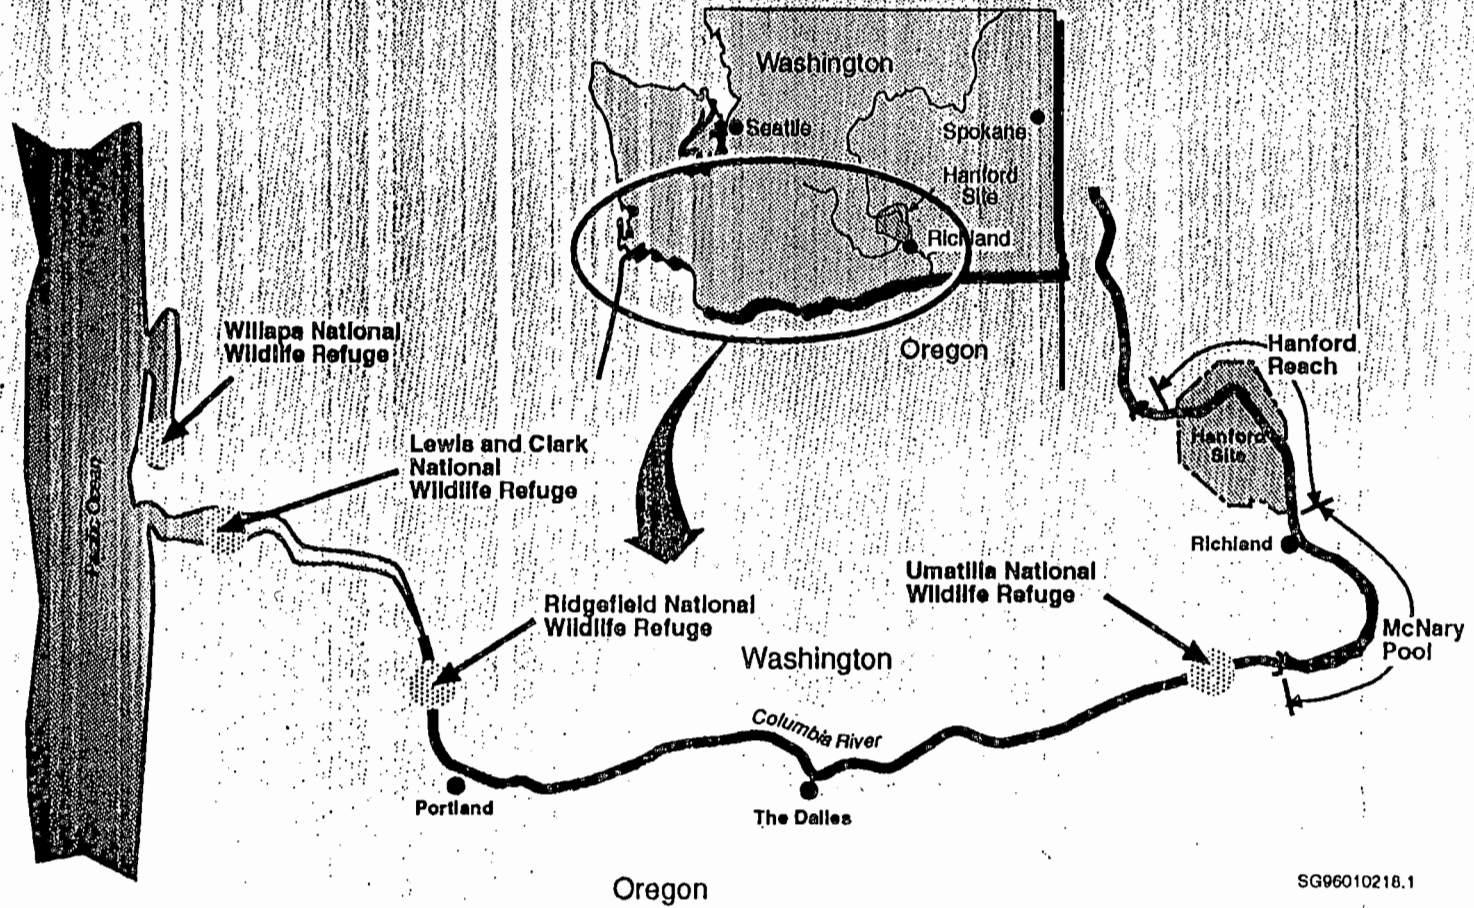 Washington
Seattle
Spokane
Hanford
Site
Richland
Oregon
Willapa National
Wildlife Refuge
Hanford
Reach
Hanford
Site
Lewis and Clark
National
Wildlife Refuge
Pacific Ocean
Richland
Umatilla National
Wildlife Refuge
Ridgefield National
Wildlife Refuge
McNary
Pool
Washington
Columbia River
Portland
The Dalles
Oregon
SG96010218.1